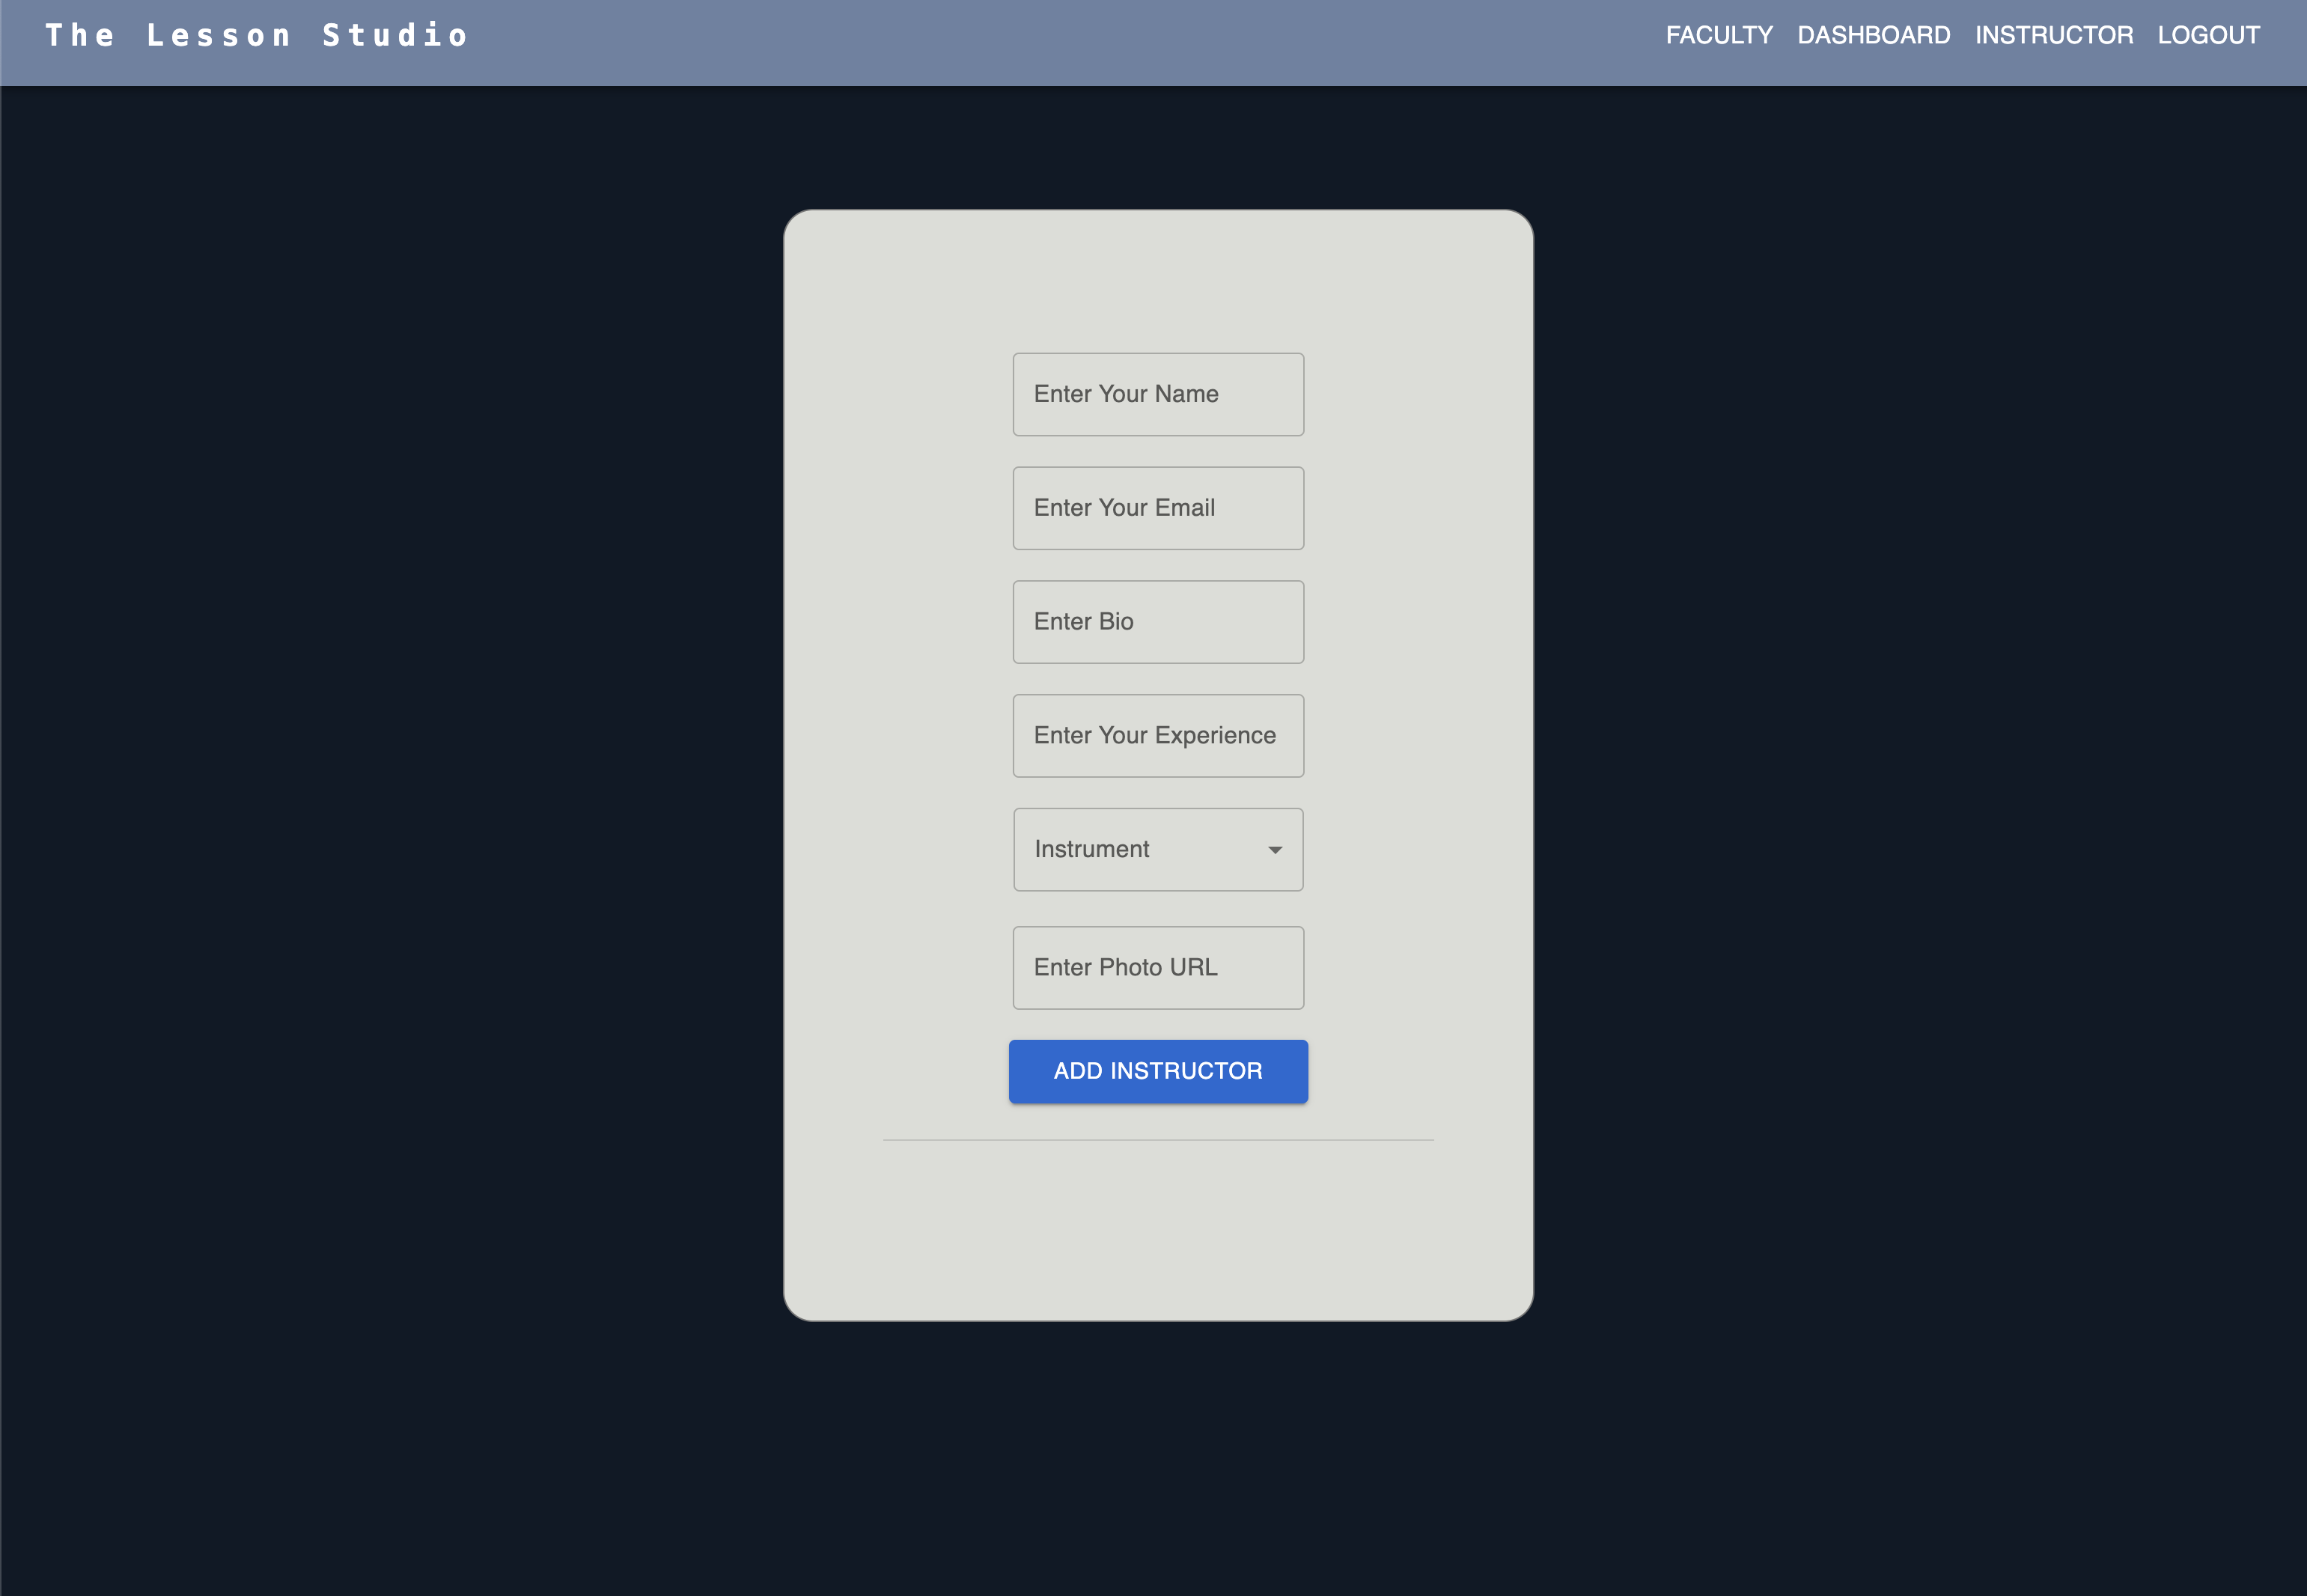 The Lesson Studio
FACULTY DASHBOARD INSTRUCTOR LOGOUT
Enter Your Name
Enter Your Email
Enter Bio
Enter Your Experience
Instrument
Enter Photo URL
ADD INSTRUCTOR